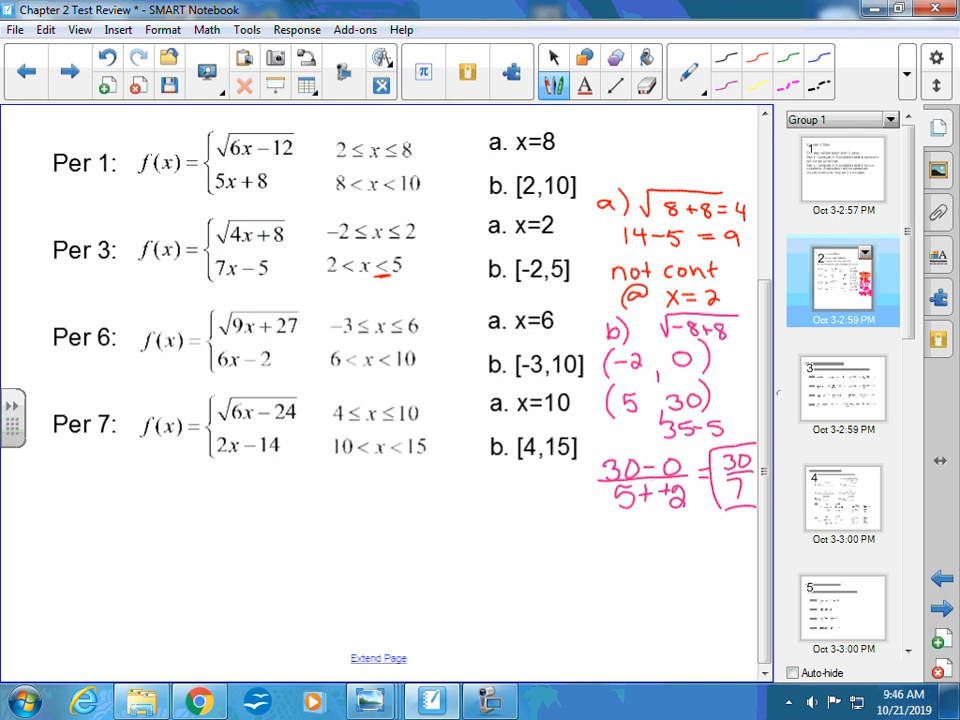 Chapter 2 Test Review * - SMART Notebook
File Edit View Insert Format Math Tools Response Add-ons Help
Per 1: f(x) = { √6x − 12 2 ≤ x ≤ 8
5x + 8 8 < x < 10
a. x=8
b. [2,10]
Per 3: f(x) = { √4x + 8 −2 ≤ x ≤ 2
7x − 5 2 < x ≤ 5
a. x=2
b. [-2,5]
Per 6: f(x) = { √9x + 27 −3 ≤ x ≤ 6
6x − 2 6 < x < 10
a. x=6
b. [-3,10]
Per 7: f(x) = { √6x − 24 4 ≤ x ≤ 10
2x − 14 10 < x < 15
a. x=10
b. [4,15]
a) √8+8 = 4
14 − 5 = 9
not cont
@ x = 2
b) √−8+8
(−2, 0)
(5, 30)
35−5
30 − 0 / 5 + +2 = 30 / 7
Extend Page
Group 1
1
Oct 3-2:57 PM
2
Oct 3-2:59 PM
3
Oct 3-2:59 PM
4
Oct 3-3:00 PM
5
Oct 3-3:00 PM
Auto-hide
9:46 AM
10/21/2019